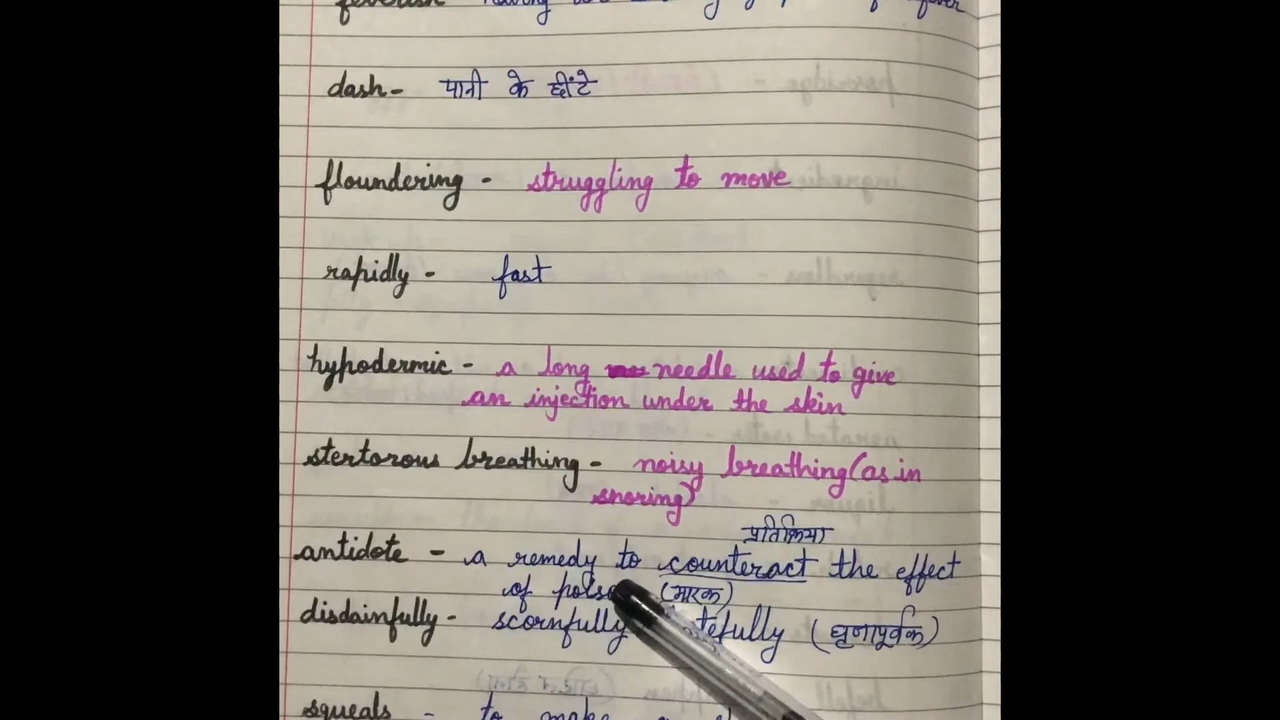 feverish
dash- पानी के छींटे
floundering - struggling to move
rapidly - fast
hypodermic - a long needle used to give
an injection under the skin
stertorous breathing - noisy breathing (as in
snoring)
प्रतिक्रिया
antidote - a remedy to counteract the effect
of (मारक)
disdainfully - scornfully (घृणापूर्वक)
squeals - to make